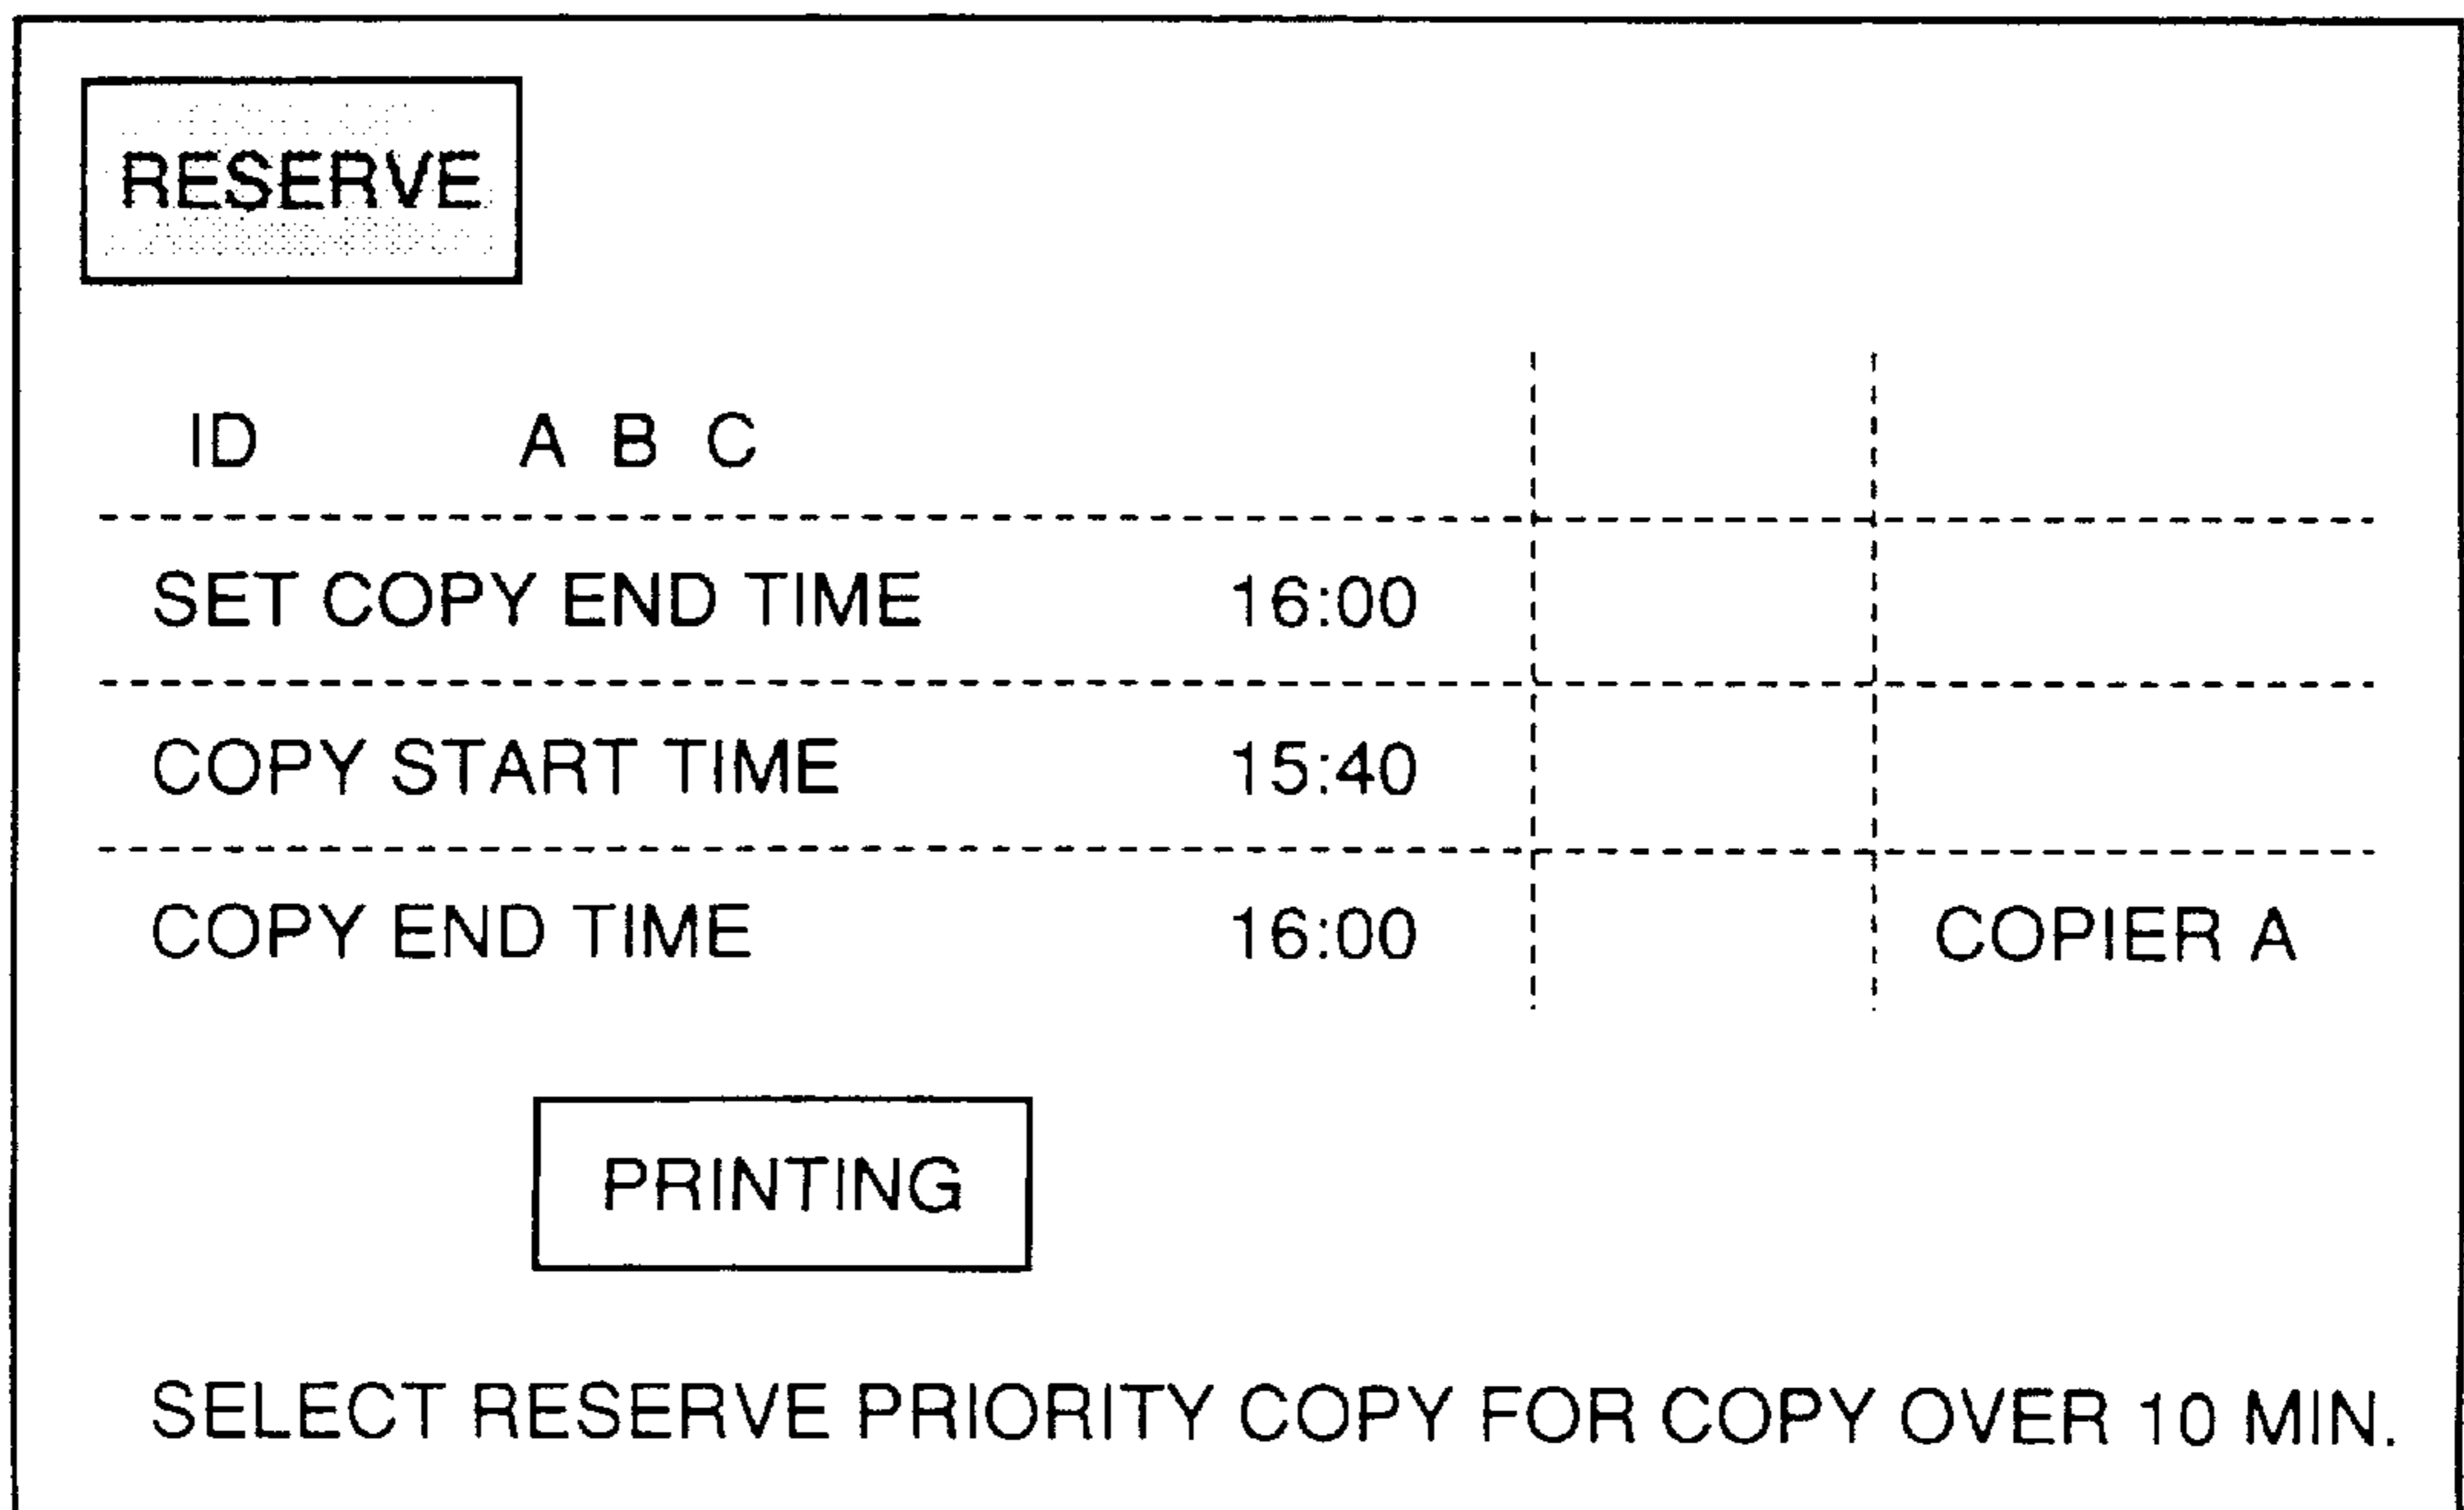 RESERVE
ID A B C
SET COPY END TIME 16:00
COPY START TIME 15:40
COPY END TIME 16:00 COPIER A
PRINTING
SELECT RESERVE PRIORITY COPY FOR COPY OVER 10 MIN.